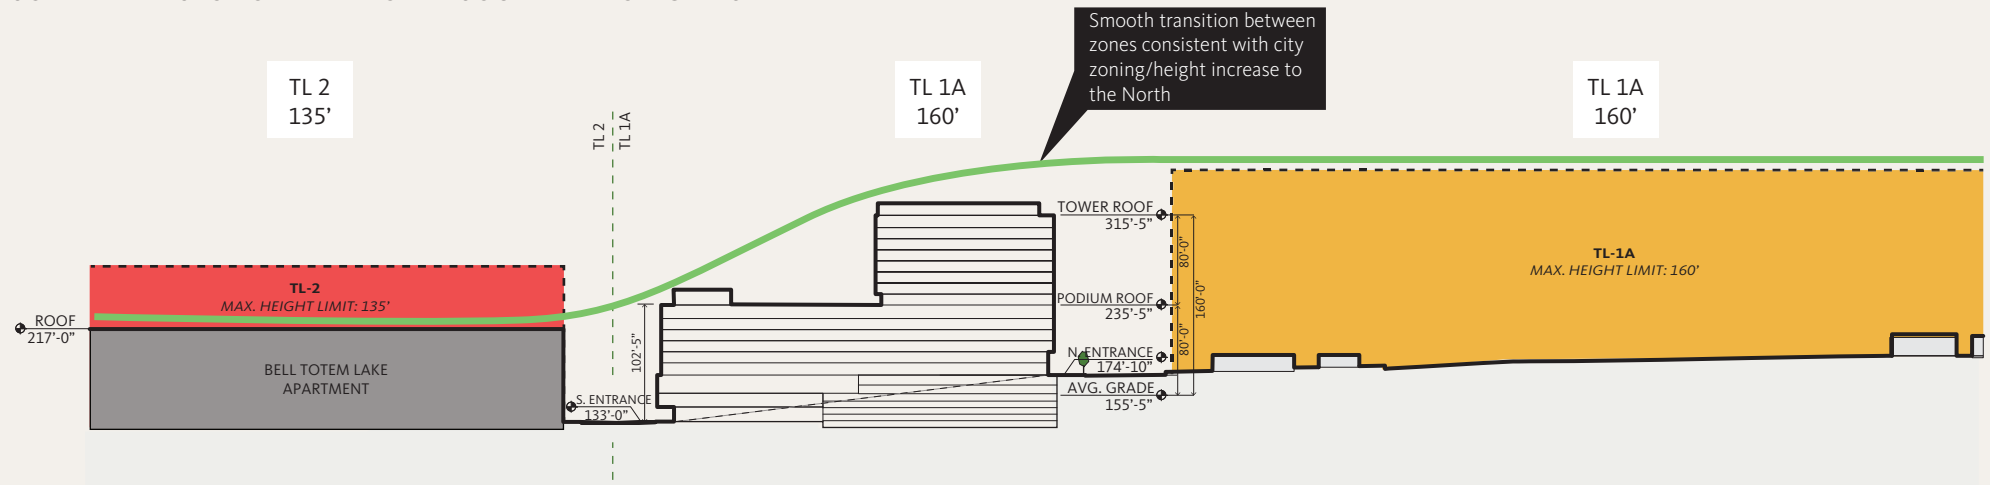 Smooth transition between
zones consistent with city
zoning/height increase to
the North
TL 2
135’
TL 1A
160’
TL 1A
160’
TL 2
TL 1A
TL-2
MAX. HEIGHT LIMIT: 135’
ROOF
217’-0”
BELL TOTEM LAKE
APARTMENT
S. ENTRANCE
133’-0”
102’-5”
TOWER ROOF
315’-5”
PODIUM ROOF
235’-5”
N. ENTRANCE
174’-10”
AVG. GRADE
155’-5”
80’-0”
80’-0”
160’-0”
TL-1A
MAX. HEIGHT LIMIT: 160’